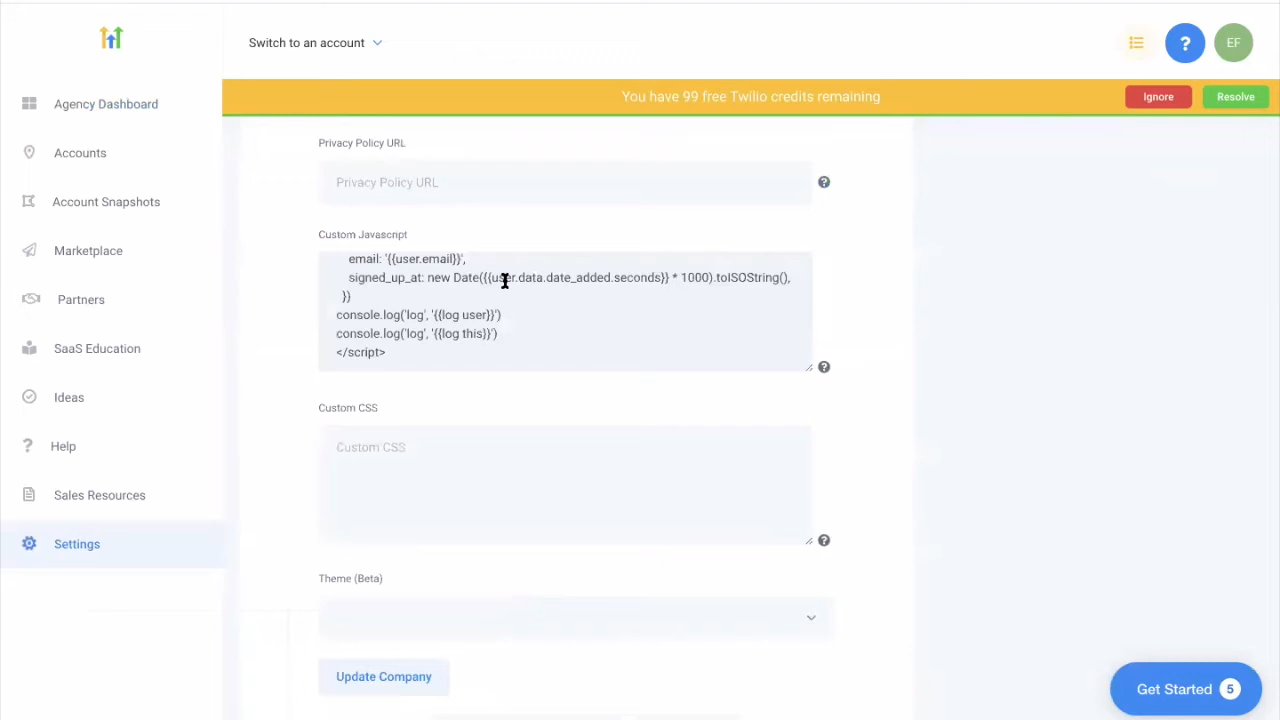 Switch to an account
?
EF
You have 99 free Twilio credits remaining
Ignore
Resolve
Agency Dashboard
Accounts
Account Snapshots
Marketplace
Partners
SaaS Education
Ideas
Help
Sales Resources
Settings
Privacy Policy URL
Privacy Policy URL
Custom Javascript
email: '{{user.email}}',
signed_up_at: new Date({{user.data.date_added.seconds}} * 1000).toISOString(),
}}
console.log('log', '{{log user}}')
console.log('log', '{{log this}}')
</script>
Custom CSS
Custom CSS
Theme (Beta)
Update Company
Get Started 5